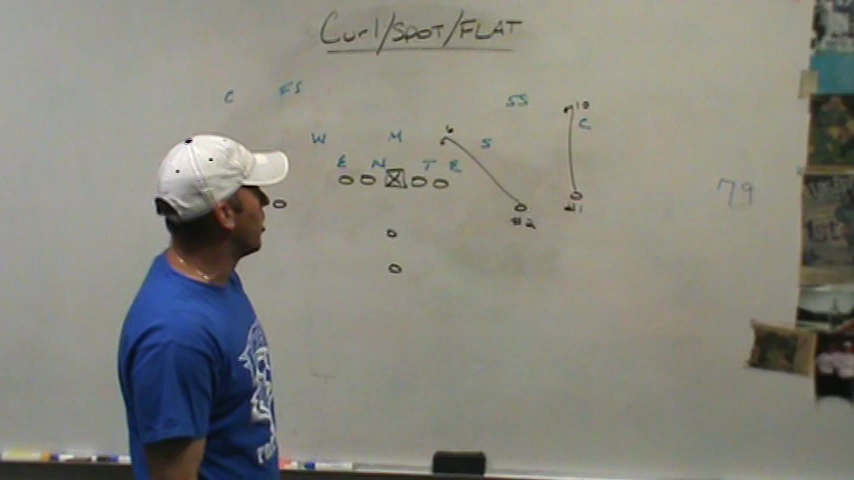 Curl/SPOT/FLAT
C FS SS 10
C
W M 6 S
E N T E
#2 #1
79